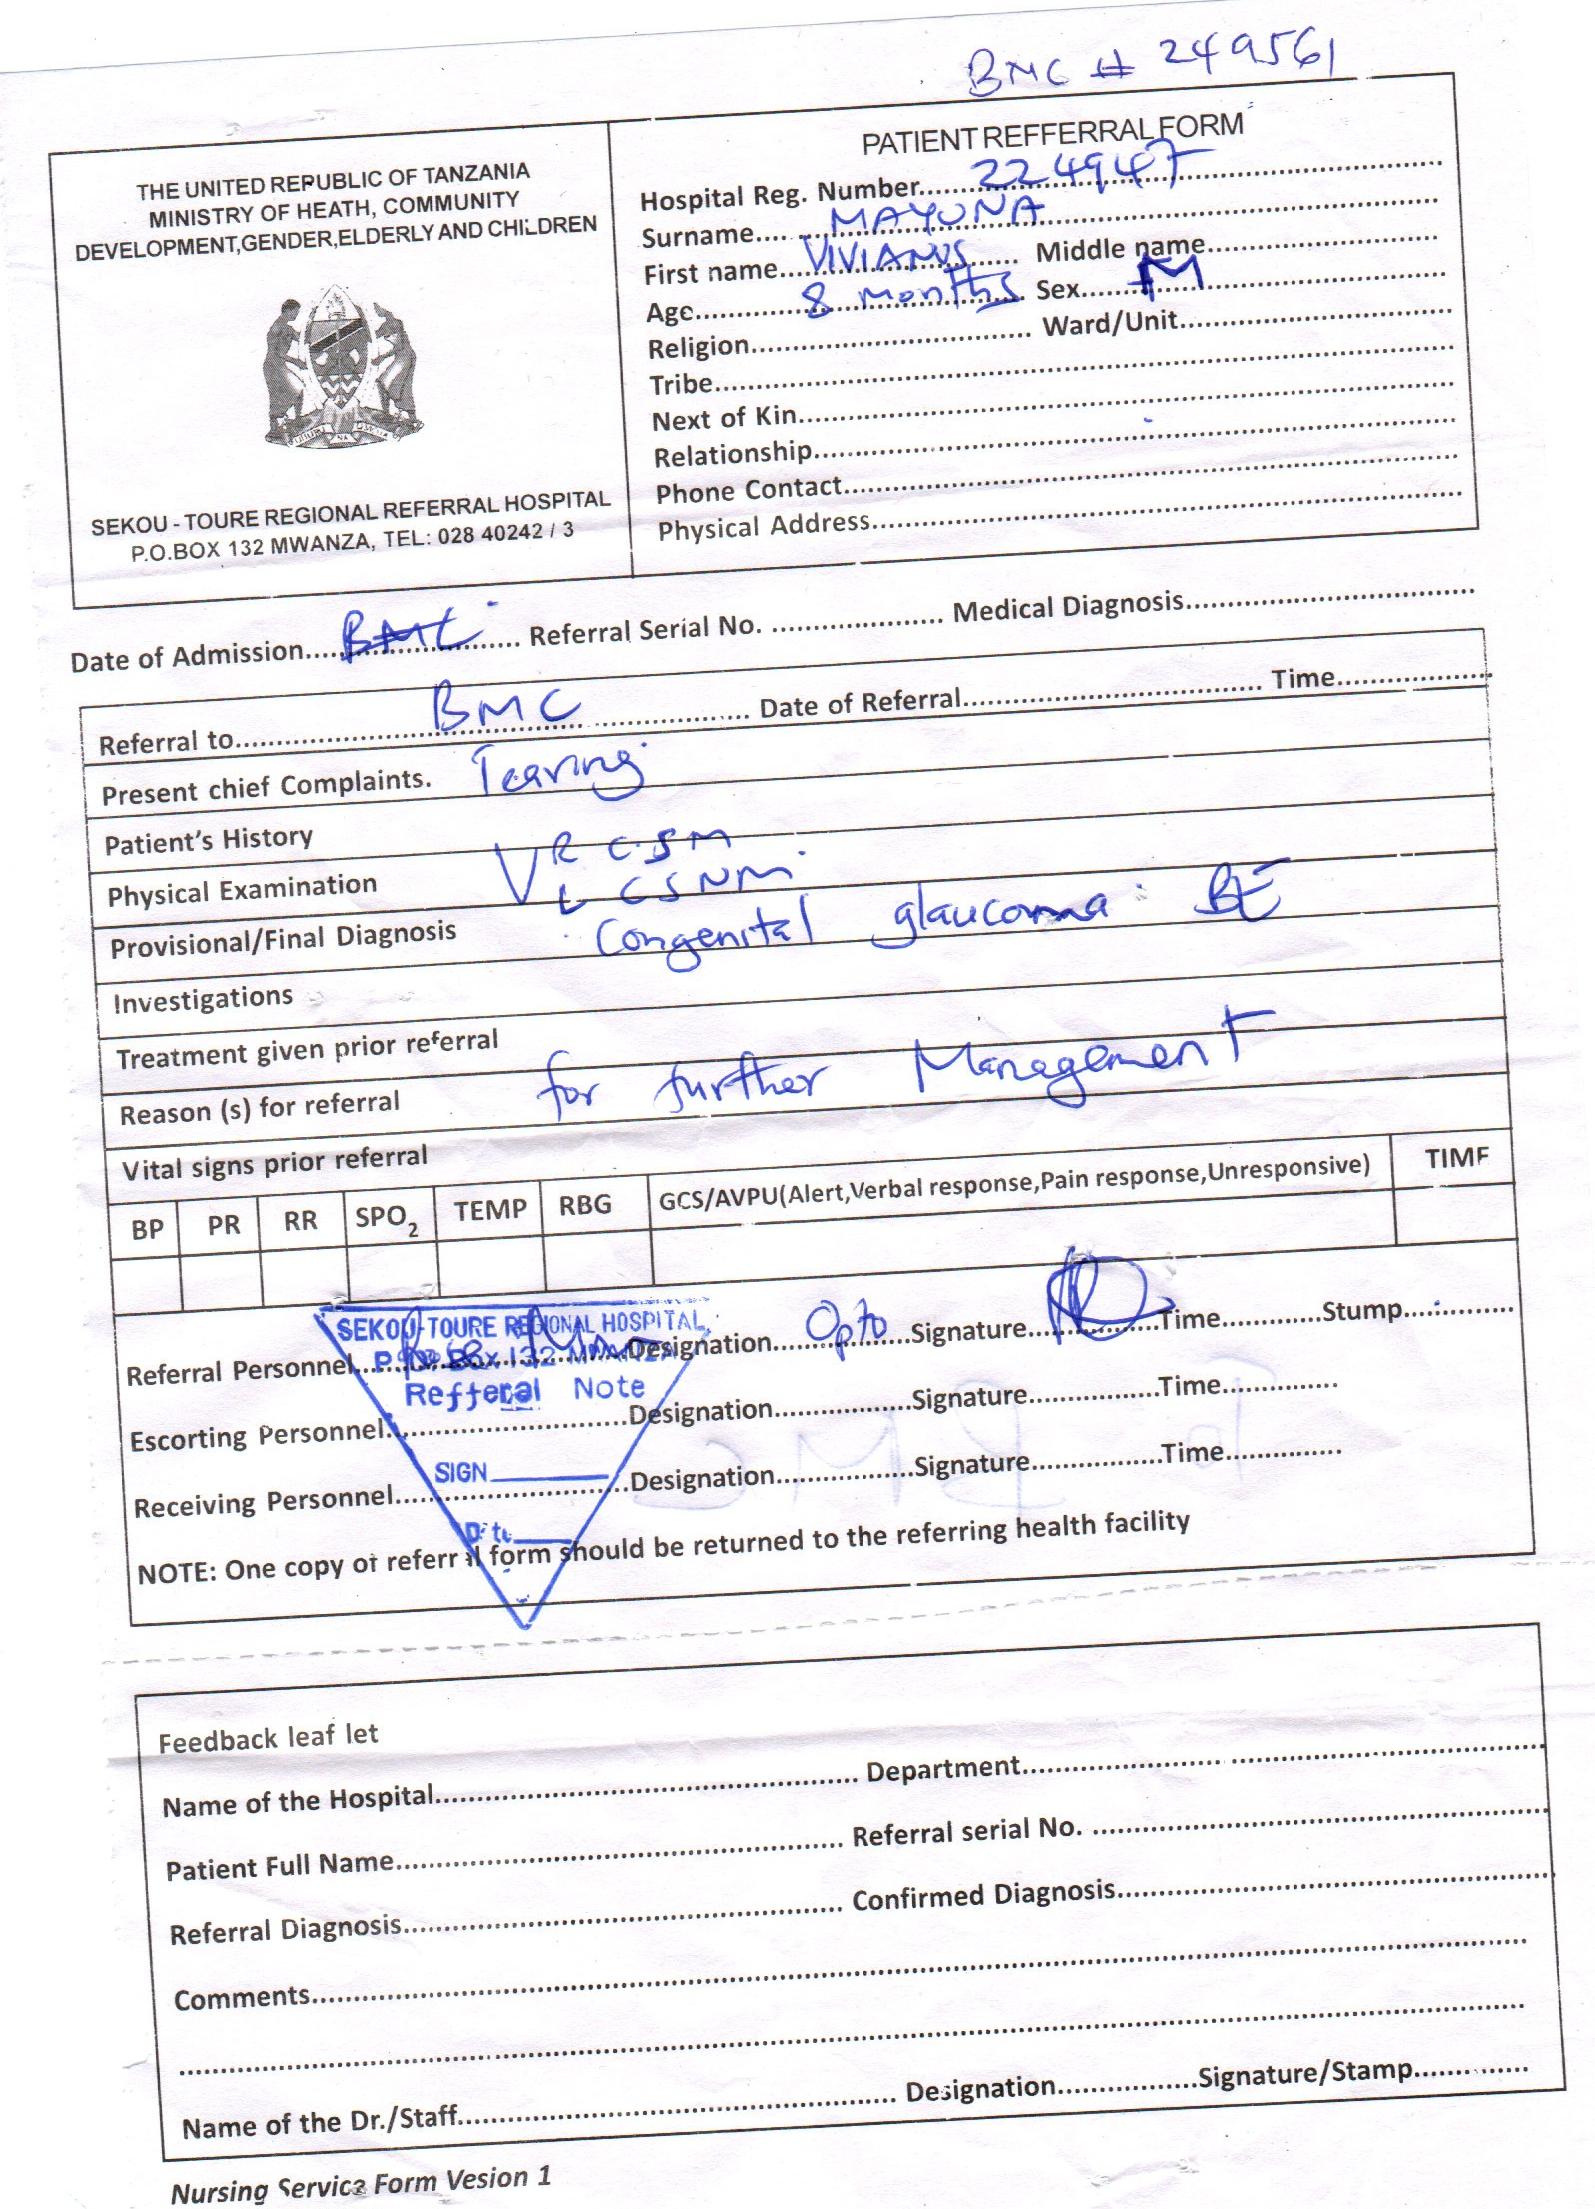 BMC # 249561
THE UNITED REPUBLIC OF TANZANIA
MINISTRY OF HEATH, COMMUNITY
DEVELOPMENT,GENDER,ELDERLY AND CHILDREN
SEKOU - TOURE REGIONAL REFERRAL HOSPITAL
P.O.BOX 132 MWANZA, TEL: 028 40242 / 3
PATIENT REFFERRAL FORM
Hospital Reg. Number 224947
Surname MAYUNA
First name VIVIANUS Middle name
Age 8 months Sex M
Religion Ward/Unit
Tribe
Next of Kin
Relationship
Phone Contact
Physical Address
Date of Admission BMC Referral Serial No. Medical Diagnosis
Referral to BMC Date of Referral Time
Present chief Complaints. Tearing
Patient's History
V R C.S.M
Physical Examination L CSNM
Provisional/Final Diagnosis Congenital glaucoma BE
Investigations
Treatment given prior referral
Reason (s) for referral for further Management
Vital signs prior referral
BP PR RR SPO2 TEMP RBG GCS/AVPU(Alert,Verbal response,Pain response,Unresponsive) TIME
SEKOU-TOURE REGIONAL HOSPITAL
Referral Personnel Designation Opto Signature Time Stump
P. O. Box 132 MWANZA
Refferal Note
Escorting Personnel Designation Signature Time
SIGN
Receiving Personnel Designation Signature Time
Date
NOTE: One copy of referral form should be returned to the referring health facility
To BMC
Feedback leaf let
Name of the Hospital Department
Patient Full Name Referral serial No.
Referral Diagnosis Confirmed Diagnosis
Comments
Name of the Dr./Staff Designation Signature/Stamp
Nursing Service Form Vesion 1